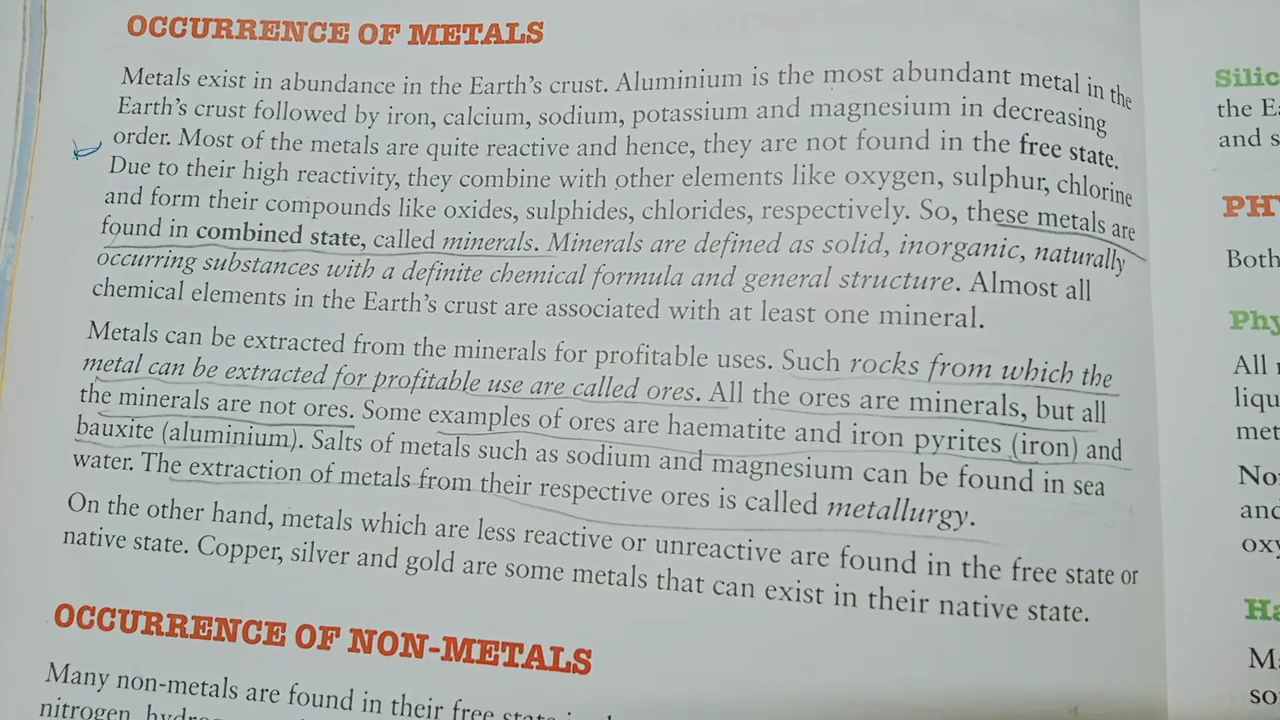 OCCURRENCE OF METALS
Metals exist in abundance in the Earth's crust. Aluminium is the most abundant metal in the
Earth's crust followed by iron, calcium, sodium, potassium and magnesium in decreasing
order. Most of the metals are quite reactive and hence, they are not found in the free state.
Due to their high reactivity, they combine with other elements like oxygen, sulphur, chlorine
and form their compounds like oxides, sulphides, chlorides, respectively. So, these metals are
found in combined state, called minerals. Minerals are defined as solid, inorganic, naturally
occurring substances with a definite chemical formula and general structure. Almost all
chemical elements in the Earth's crust are associated with at least one mineral.
Metals can be extracted from the minerals for profitable uses. Such rocks from which the
metal can be extracted for profitable use are called ores. All the ores are minerals, but all
the minerals are not ores. Some examples of ores are haematite and iron pyrites (iron) and
bauxite (aluminium). Salts of metals such as sodium and magnesium can be found in sea
water. The extraction of metals from their respective ores is called metallurgy.
On the other hand, metals which are less reactive or unreactive are found in the free state or
native state. Copper, silver and gold are some metals that can exist in their native state.
OCCURRENCE OF NON-METALS
Many non-metals are found in their free state
nitrogen
the
and
Both
All
met
and